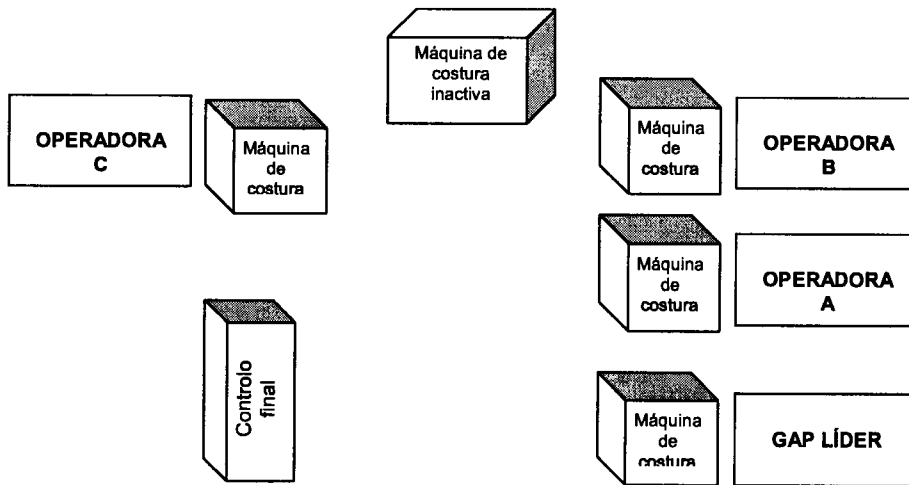 Máquina de
costura
inactiva
OPERADORA
C
Máquina
de
costura
Máquina
de
costura
OPERADORA
B
Máquina
de
costura
OPERADORA
A
Controlo
final
Máquina
de
costura
GAP LÍDER